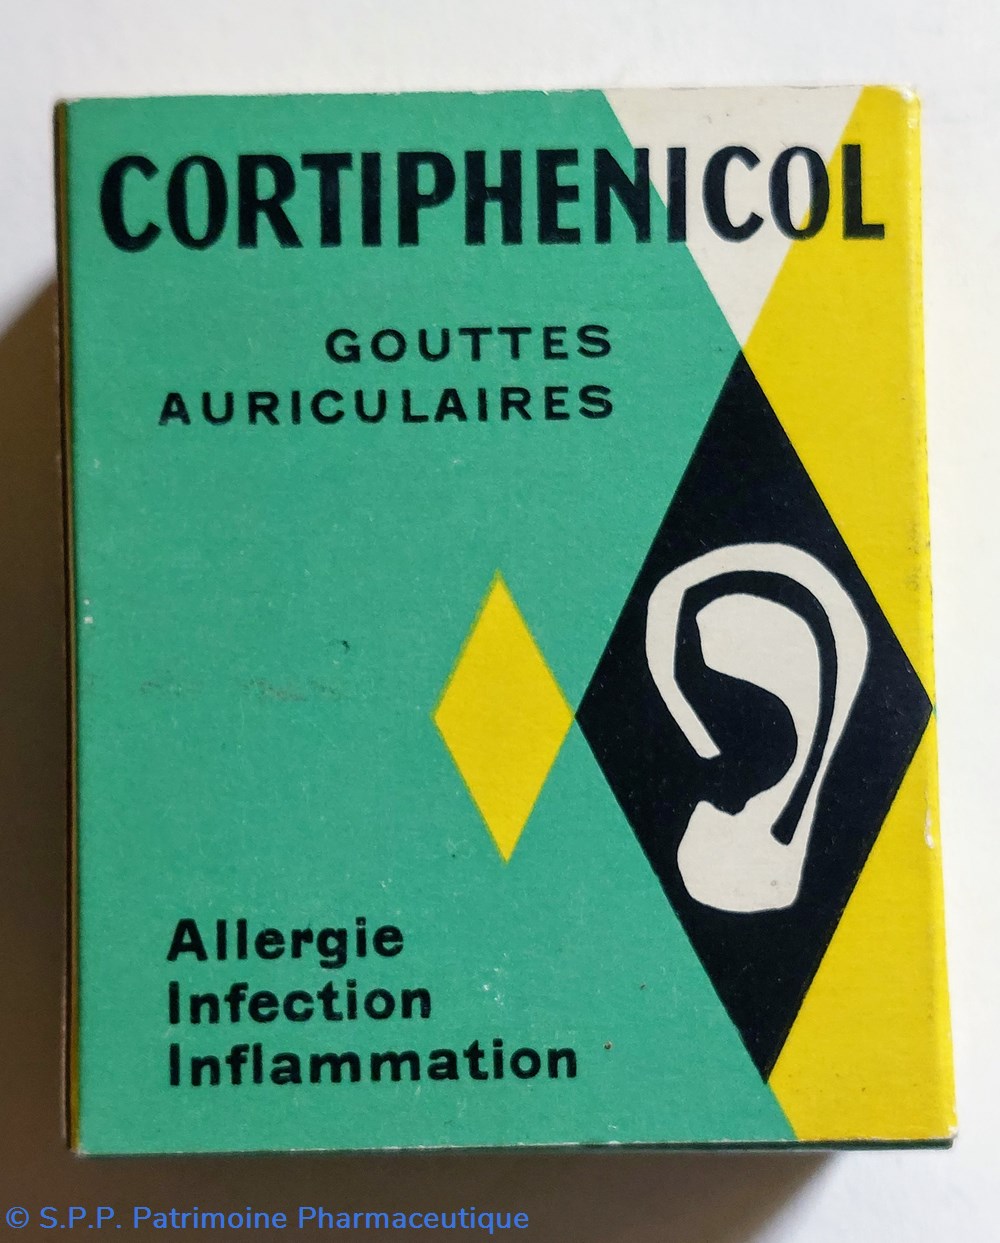 CORTIPHENICOL
GOUTTES
AURICULAIRES
Allergie
Infection
Inflammation
© S.P.P. Patrimoine Pharmaceutique